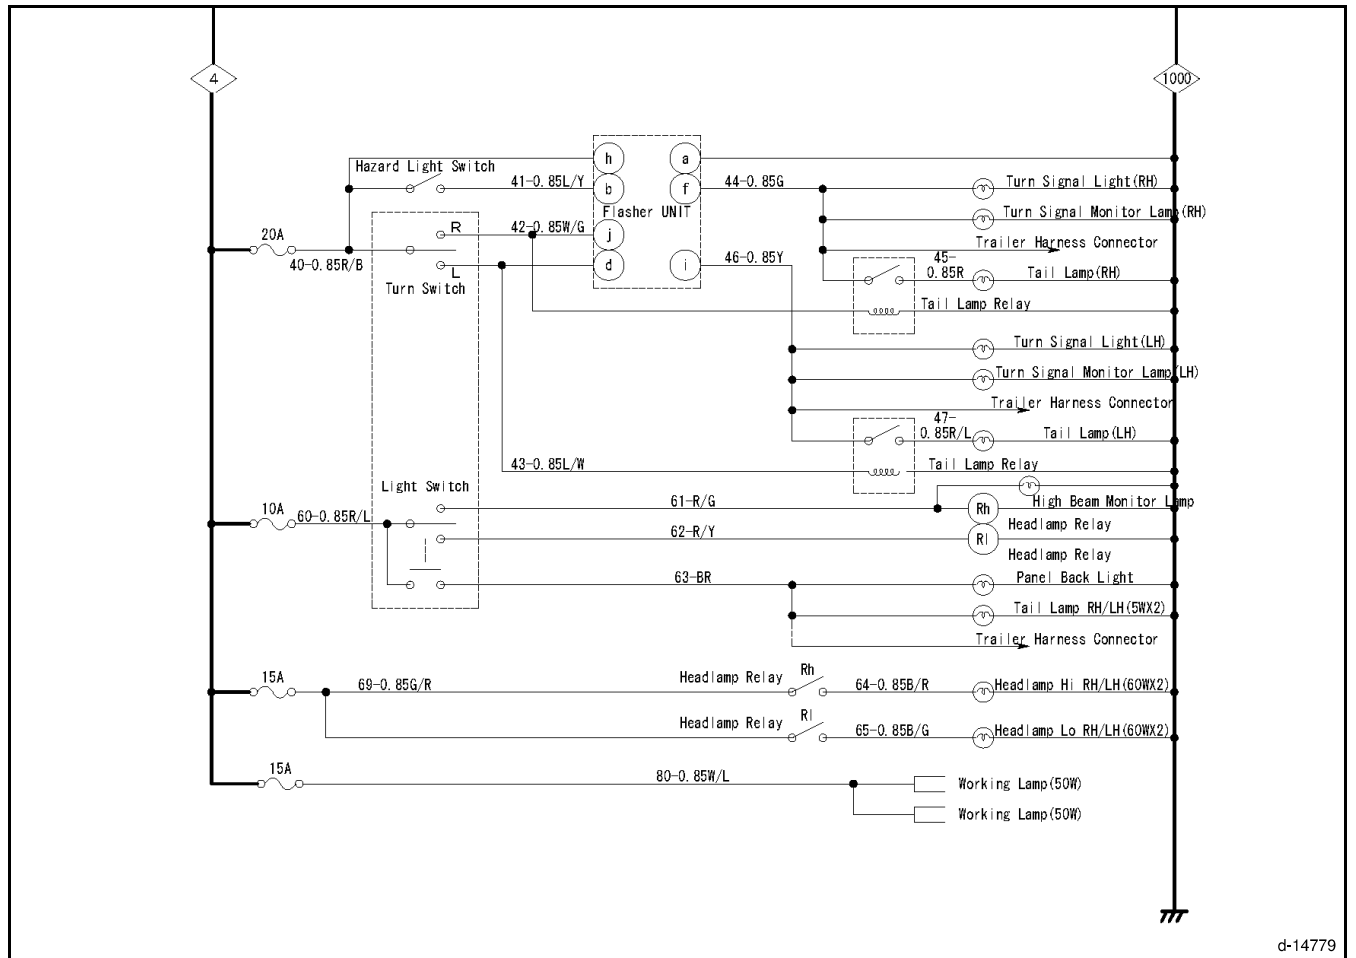 4
1000
h
a
Hazard Light Switch
41-0.85L/Y
b
f
44-0.85G
Turn Signal Light(RH)
Flasher UNIT
Turn Signal Monitor Lamp(RH)
20A
R
42-0.85W/G
j
Trailer Harness Connector
40-0.85R/B
L
d
i
46-0.85Y
45-
0.85R
Tail Lamp(RH)
Turn Switch
Tail Lamp Relay
Turn Signal Light(LH)
Turn Signal Monitor Lamp(LH)
Trailer Harness Connector
47-
0.85R/L
Tail Lamp(LH)
43-0.85L/W
Tail Lamp Relay
Light Switch
61-R/G
High Beam Monitor Lamp
10A
60-0.85R/L
Rh
Headlamp Relay
62-R/Y
Rl
Headlamp Relay
63-BR
Panel Back Light
Tail Lamp RH/LH(5WX2)
Trailer Harness Connector
15A
69-0.85G/R
Headlamp Relay
Rh
64-0.85B/R
Headlamp Hi RH/LH(60WX2)
Headlamp Relay
Rl
65-0.85B/G
Headlamp Lo RH/LH(60WX2)
15A
80-0.85W/L
Working Lamp(50W)
Working Lamp(50W)
d-14779